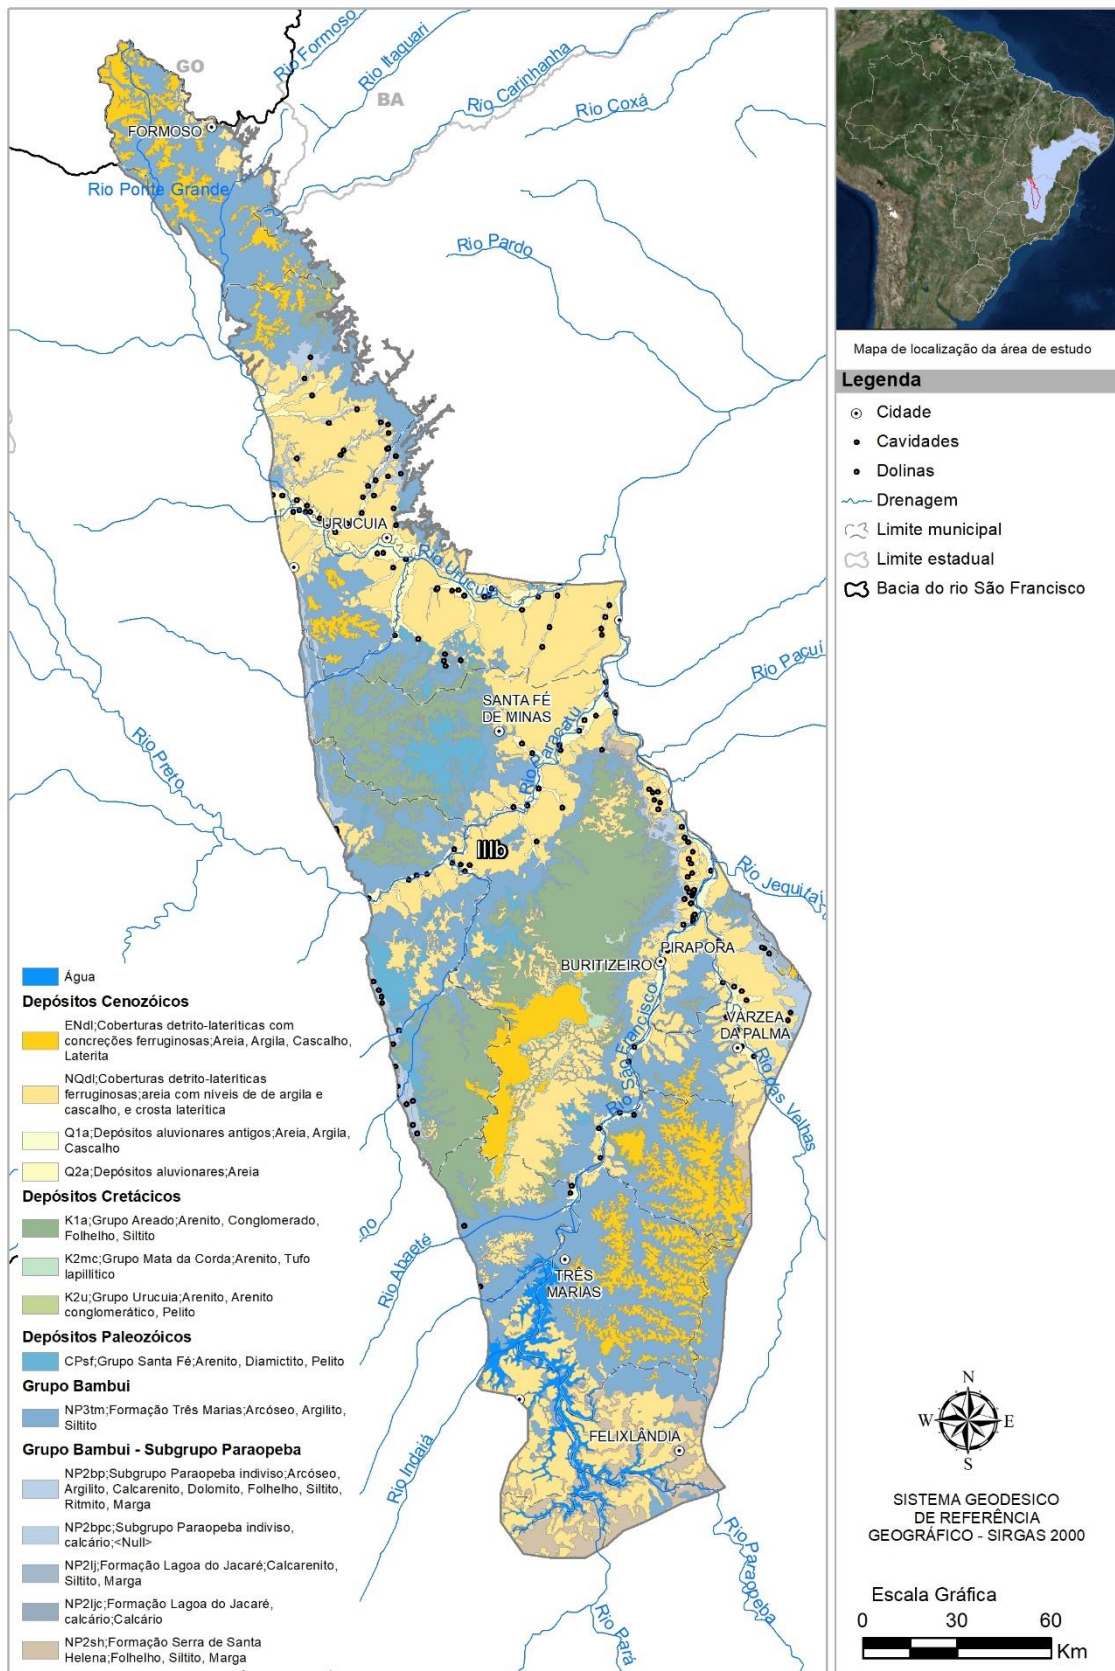 GO
BA
Rio Formoso
Rio Itaquari
Rio Carinhanha
Rio Coxá
FORMOSO
Rio Ponte Grande
Rio Pardo
URUCUIA
Rio Urucuia
Rio Pacuí
SANTA FÉ
DE MINAS
Rio Paracatu
Rio Preto
IIIb
Rio Jequitaí
PIRAPORA
BURITIZEIRO
Rio São Francisco
VÁRZEA
DA PALMA
Rio das Velhas
Rio Abaeté
TRÊS
MARIAS
Rio Indaiá
FELIXLÂNDIA
Rio Paraopeba
Rio Pará
Água
Depósitos Cenozóicos
ENdl;Coberturas detrito-lateríticas com
concreções ferruginosas;Areia, Argila, Cascalho,
Laterita
NQdl;Coberturas detrito-lateríticas
ferruginosas;areia com níveis de de argila e
cascalho, e crosta laterítica
Q1a;Depósitos aluvionares antigos;Areia, Argila,
Cascalho
Q2a;Depósitos aluvionares;Areia
Depósitos Cretácicos
K1a;Grupo Areado;Arenito, Conglomerado,
Folhelho, Siltito
K2mc;Grupo Mata da Corda;Arenito, Tufo
lapillítico
K2u;Grupo Urucuia;Arenito, Arenito
conglomerático, Pelito
Depósitos Paleozóicos
CPsf;Grupo Santa Fé;Arenito, Diamictito, Pelito
Grupo Bambui
NP3tm;Formação Três Marias;Arcóseo, Argilito,
Siltito
Grupo Bambui - Subgrupo Paraopeba
NP2bp;Subgrupo Paraopeba indiviso;Arcóseo,
Argilito, Calcarenito, Dolomito, Folhelho, Siltito,
Ritmito, Marga
NP2bpc;Subgrupo Paraopeba indiviso,
calcário;<Null>
NP2lj;Formação Lagoa do Jacaré;Calcarenito,
Siltito, Marga
NP2ljc;Formação Lagoa do Jacaré,
calcário;Calcário
NP2sh;Formação Serra de Santa
Helena;Folhelho, Siltito, Marga
Mapa de localização da área de estudo
Legenda
Cidade
Cavidades
Dolinas
Drenagem
Limite municipal
Limite estadual
Bacia do rio São Francisco
N
W
E
S
SISTEMA GEODESICO
DE REFERÊNCIA
GEOGRÁFICO - SIRGAS 2000
Escala Gráfica
0 30 60
Km